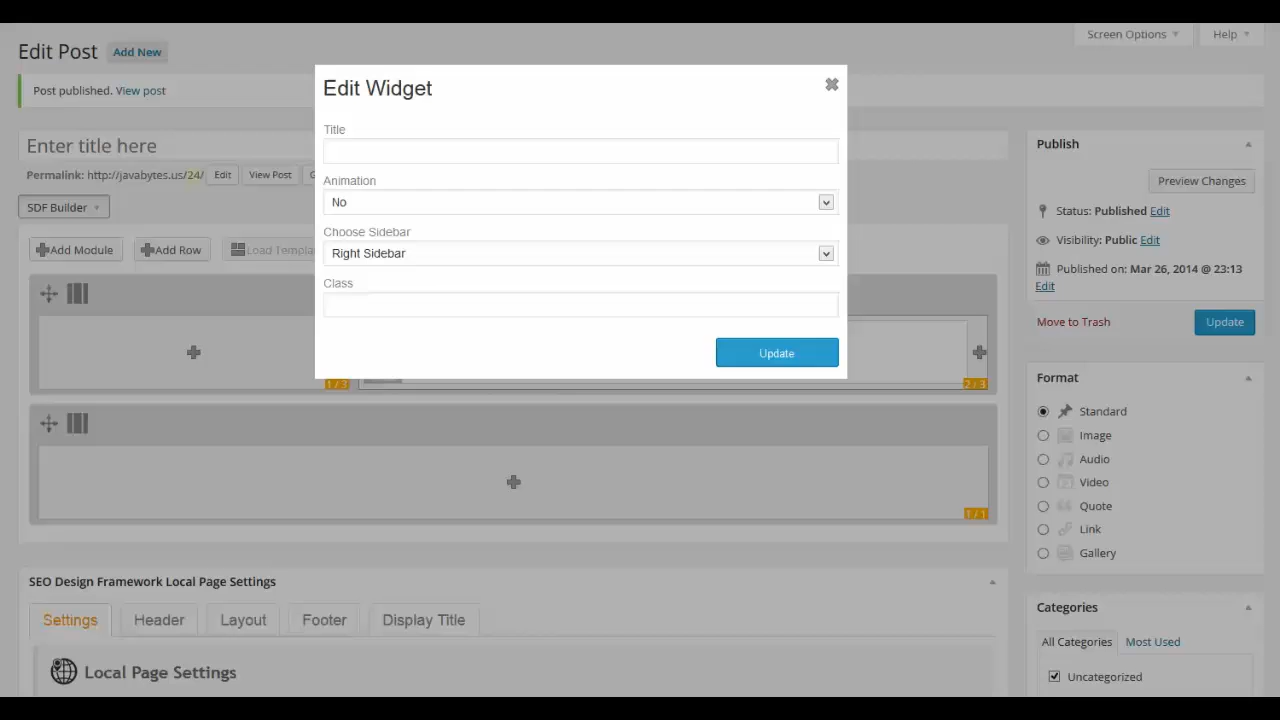 Screen Options
Help
Edit Post
Add New
Post published. View post
Enter title here
Permalink: http://javabytes.us/24/
Edit
View Post
SDF Builder
Add Module
Add Row
Load Templa
Edit Widget
Title
Animation
No
Choose Sidebar
Right Sidebar
Class
Update
1 / 3
2 / 3
1 / 1
SEO Design Framework Local Page Settings
Settings
Header
Layout
Footer
Display Title
Local Page Settings
Publish
Preview Changes
Status: Published Edit
Visibility: Public Edit
Published on: Mar 26, 2014 @ 23:13
Edit
Move to Trash
Update
Format
Standard
Image
Audio
Video
Quote
Link
Gallery
Categories
All Categories
Most Used
Uncategorized